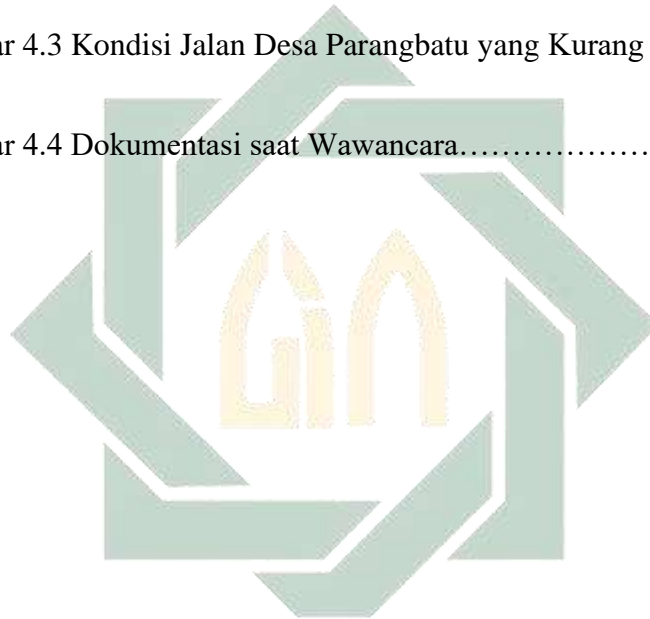 ar 4.3 Kondisi Jalan Desa Parangbatu yang Kurang
ar 4.4 Dokumentasi saat Wawancara………………